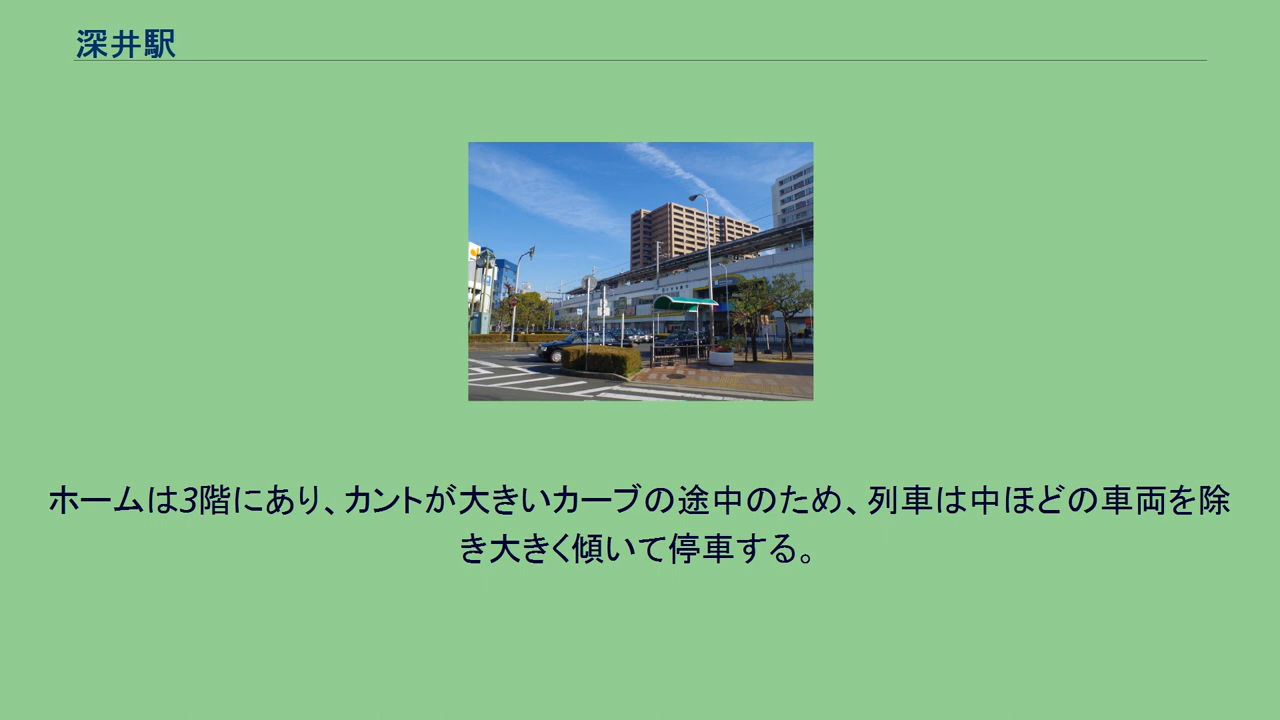 深井駅
ホームは3階にあり、カントが大きいカーブの途中のため、列車は中ほどの車両を除
き大きく傾いて停車する。